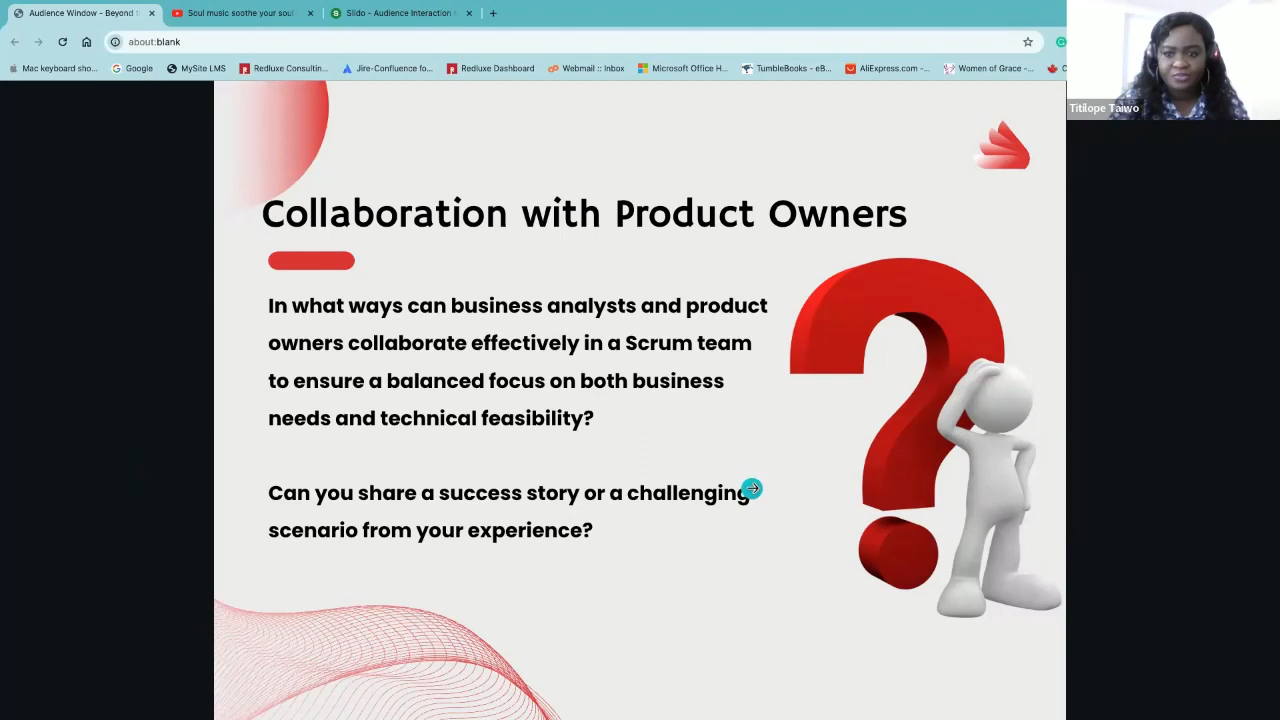 Audience Window - Beyond t
Soul music soothe your soul
Slido - Audience Interaction
about:blank
Mac keyboard sho...
Google
MySite LMS
Redluxe Consultin...
Jire-Confluence fo...
Redluxe Dashboard
Webmail :: Inbox
Microsoft Office H...
TumbleBooks - eB...
AliExpress.com -...
Women of Grace -...
Titilope Taiwo
Collaboration with Product Owners
In what ways can business analysts and product
owners collaborate effectively in a Scrum team
to ensure a balanced focus on both business
needs and technical feasibility?
Can you share a success story or a challenging
scenario from your experience?